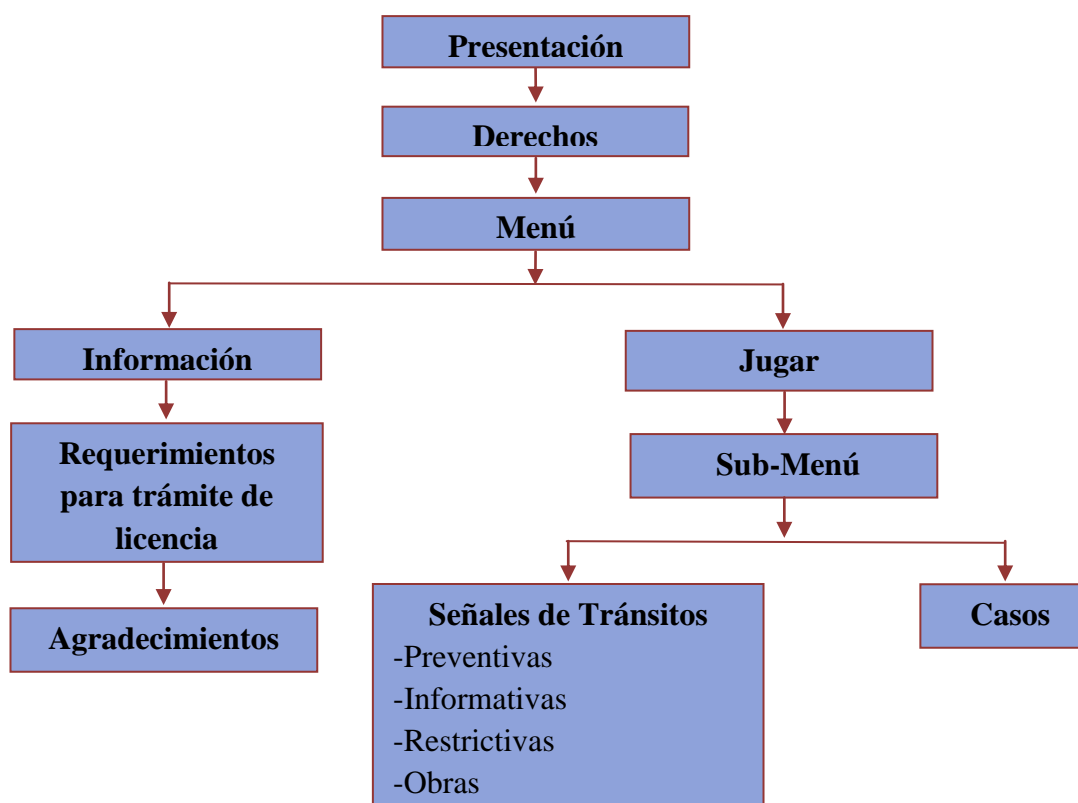 Presentación
Derechos
Menú
Información
Jugar
Requerimientos
para trámite de
licencia
Sub-Menú
Agradecimientos
Señales de Tránsitos
-Preventivas
-Informativas
-Restrictivas
-Obras
Casos